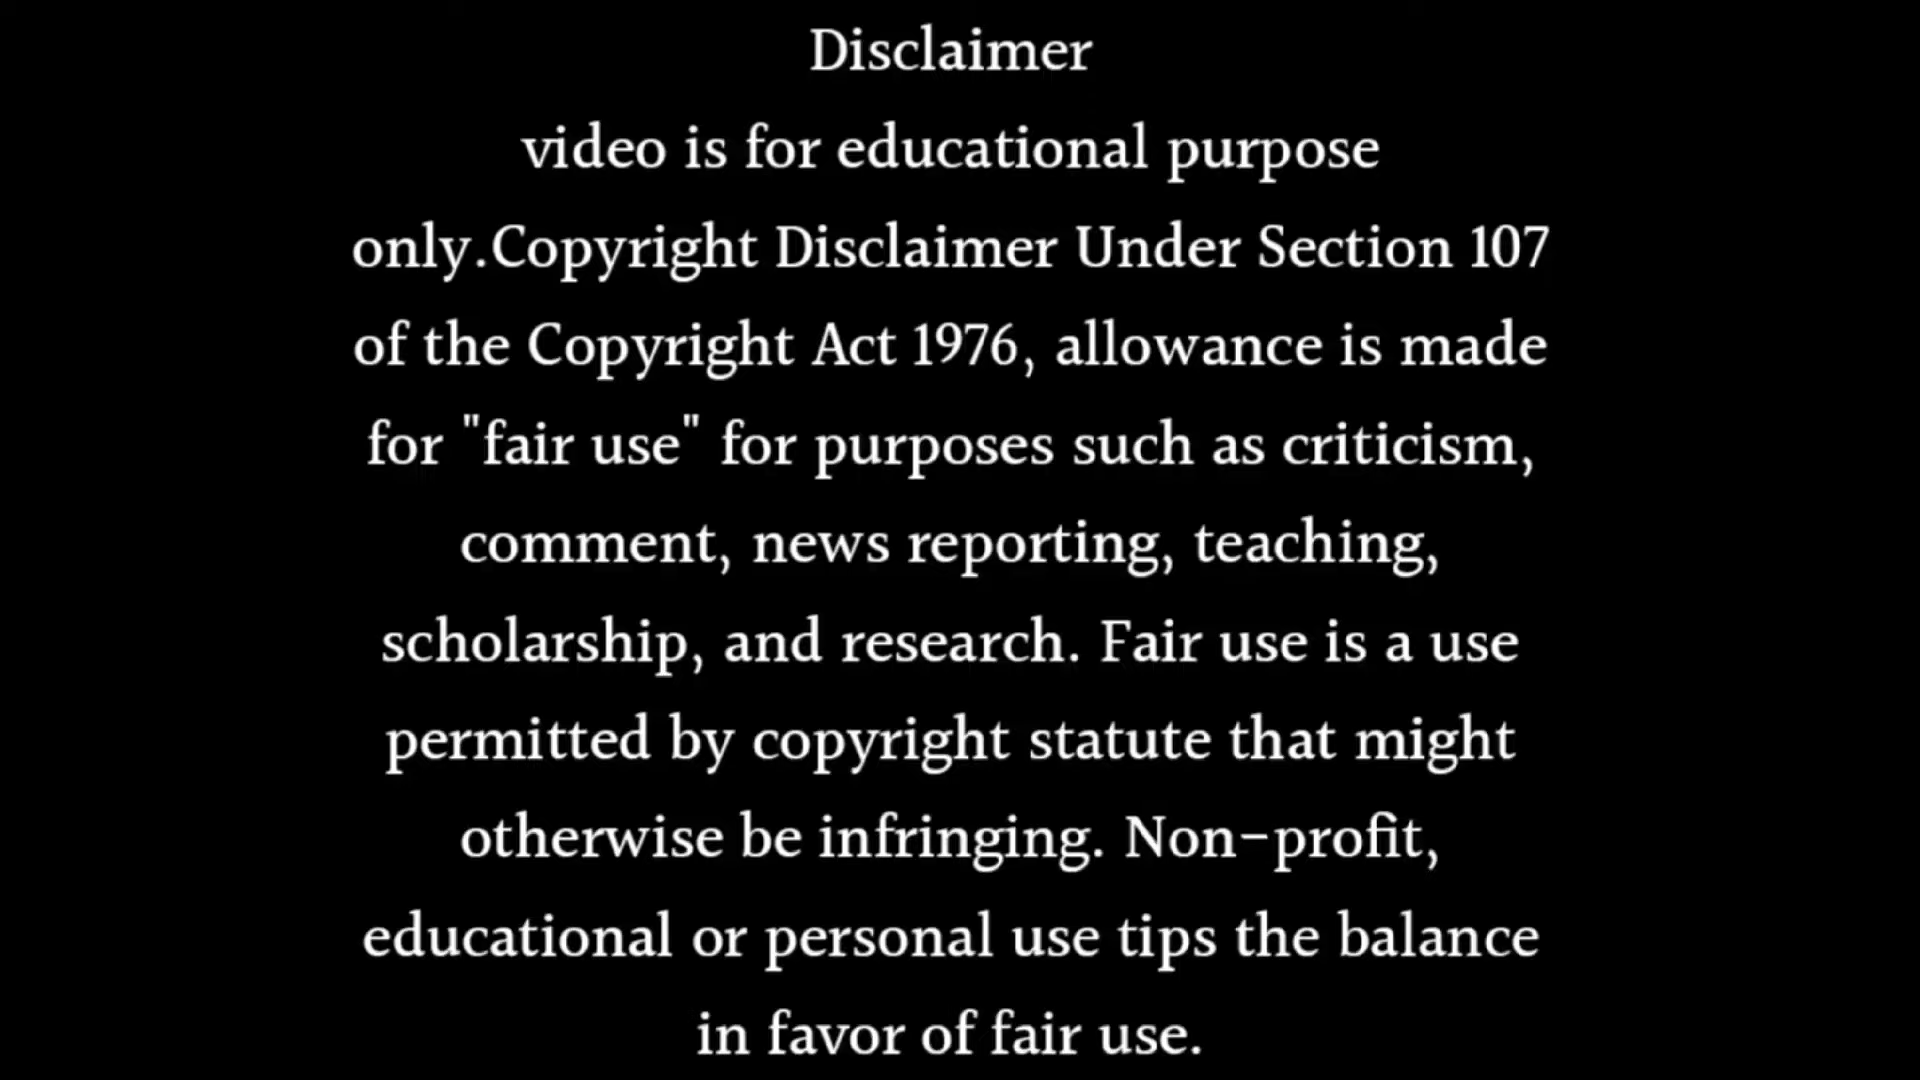 Disclaimer
video is for educational purpose
only.Copyright Disclaimer Under Section 107
of the Copyright Act 1976, allowance is made
for "fair use" for purposes such as criticism,
comment, news reporting, teaching,
scholarship, and research. Fair use is a use
permitted by copyright statute that might
otherwise be infringing. Non-profit,
educational or personal use tips the balance
in favor of fair use.